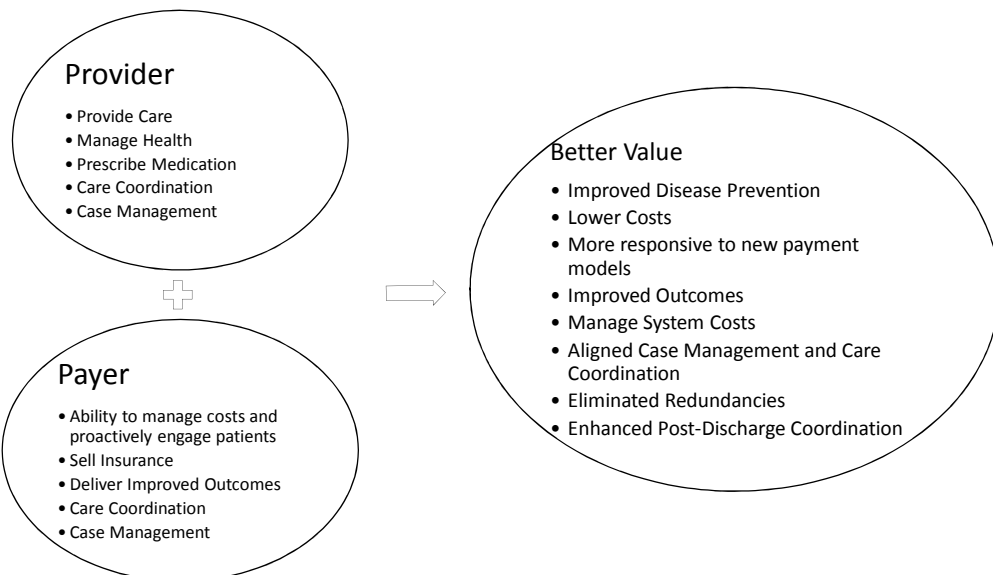 Provider
• Provide Care
• Manage Health
• Prescribe Medication
• Care Coordination
• Case Management
Payer
• Ability to manage costs and
proactively engage patients
• Sell Insurance
• Deliver Improved Outcomes
• Care Coordination
• Case Management
Better Value
• Improved Disease Prevention
• Lower Costs
• More responsive to new payment
models
• Improved Outcomes
• Manage System Costs
• Aligned Case Management and Care
Coordination
• Eliminated Redundancies
• Enhanced Post-Discharge Coordination